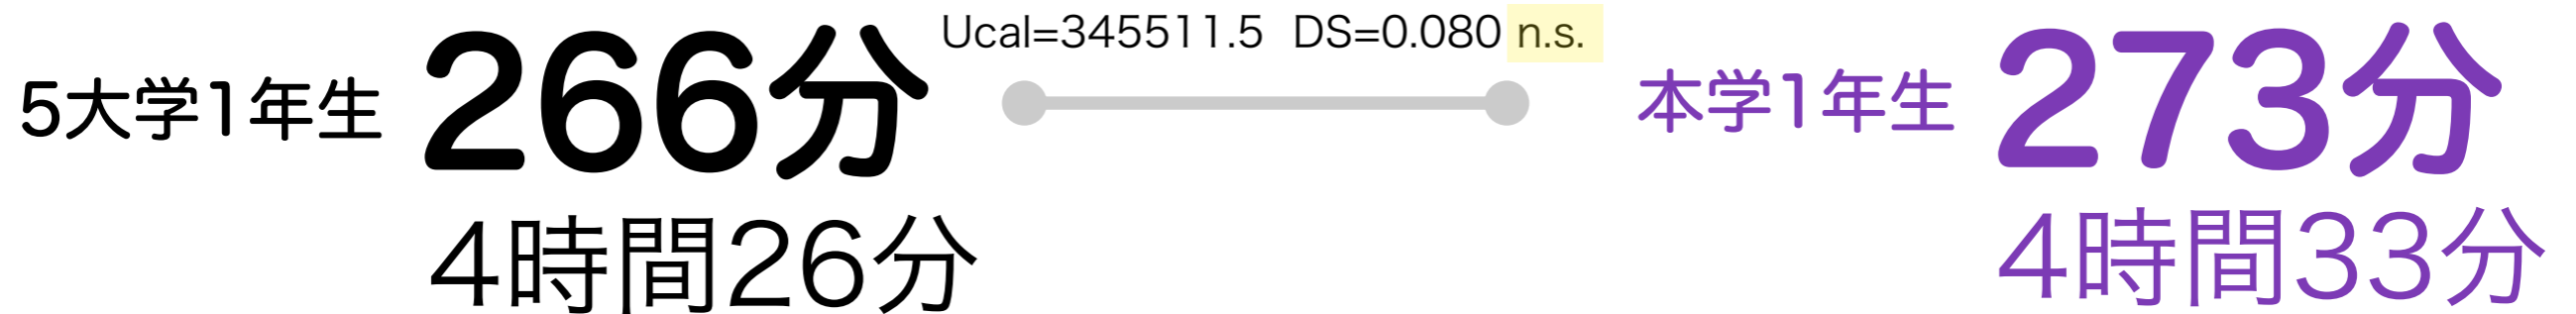 Ucal=345511.5 DS=0.080 n.s.
5大学1年生 266分 本学1年生 273分
4時間26分 4時間33分